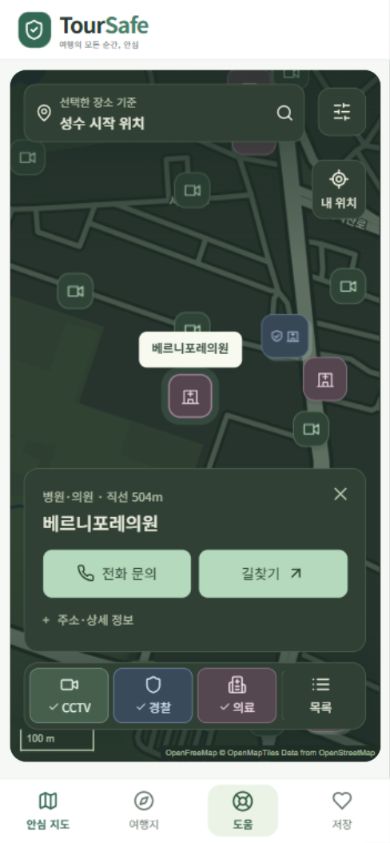 TourSafe
여행의 모든 순간, 안심
선택한 장소 기준
성수 시작 위치
내 위치
베르니포레의원
병원·의원 · 직선 504m
베르니포레의원
전화 문의
길찾기
+ 주소·상세 정보
CCTV
경찰
의료
목록
100 m
OpenFreeMap © OpenMapTiles Data from OpenStreetMap
안심 지도
여행지
도움
저장